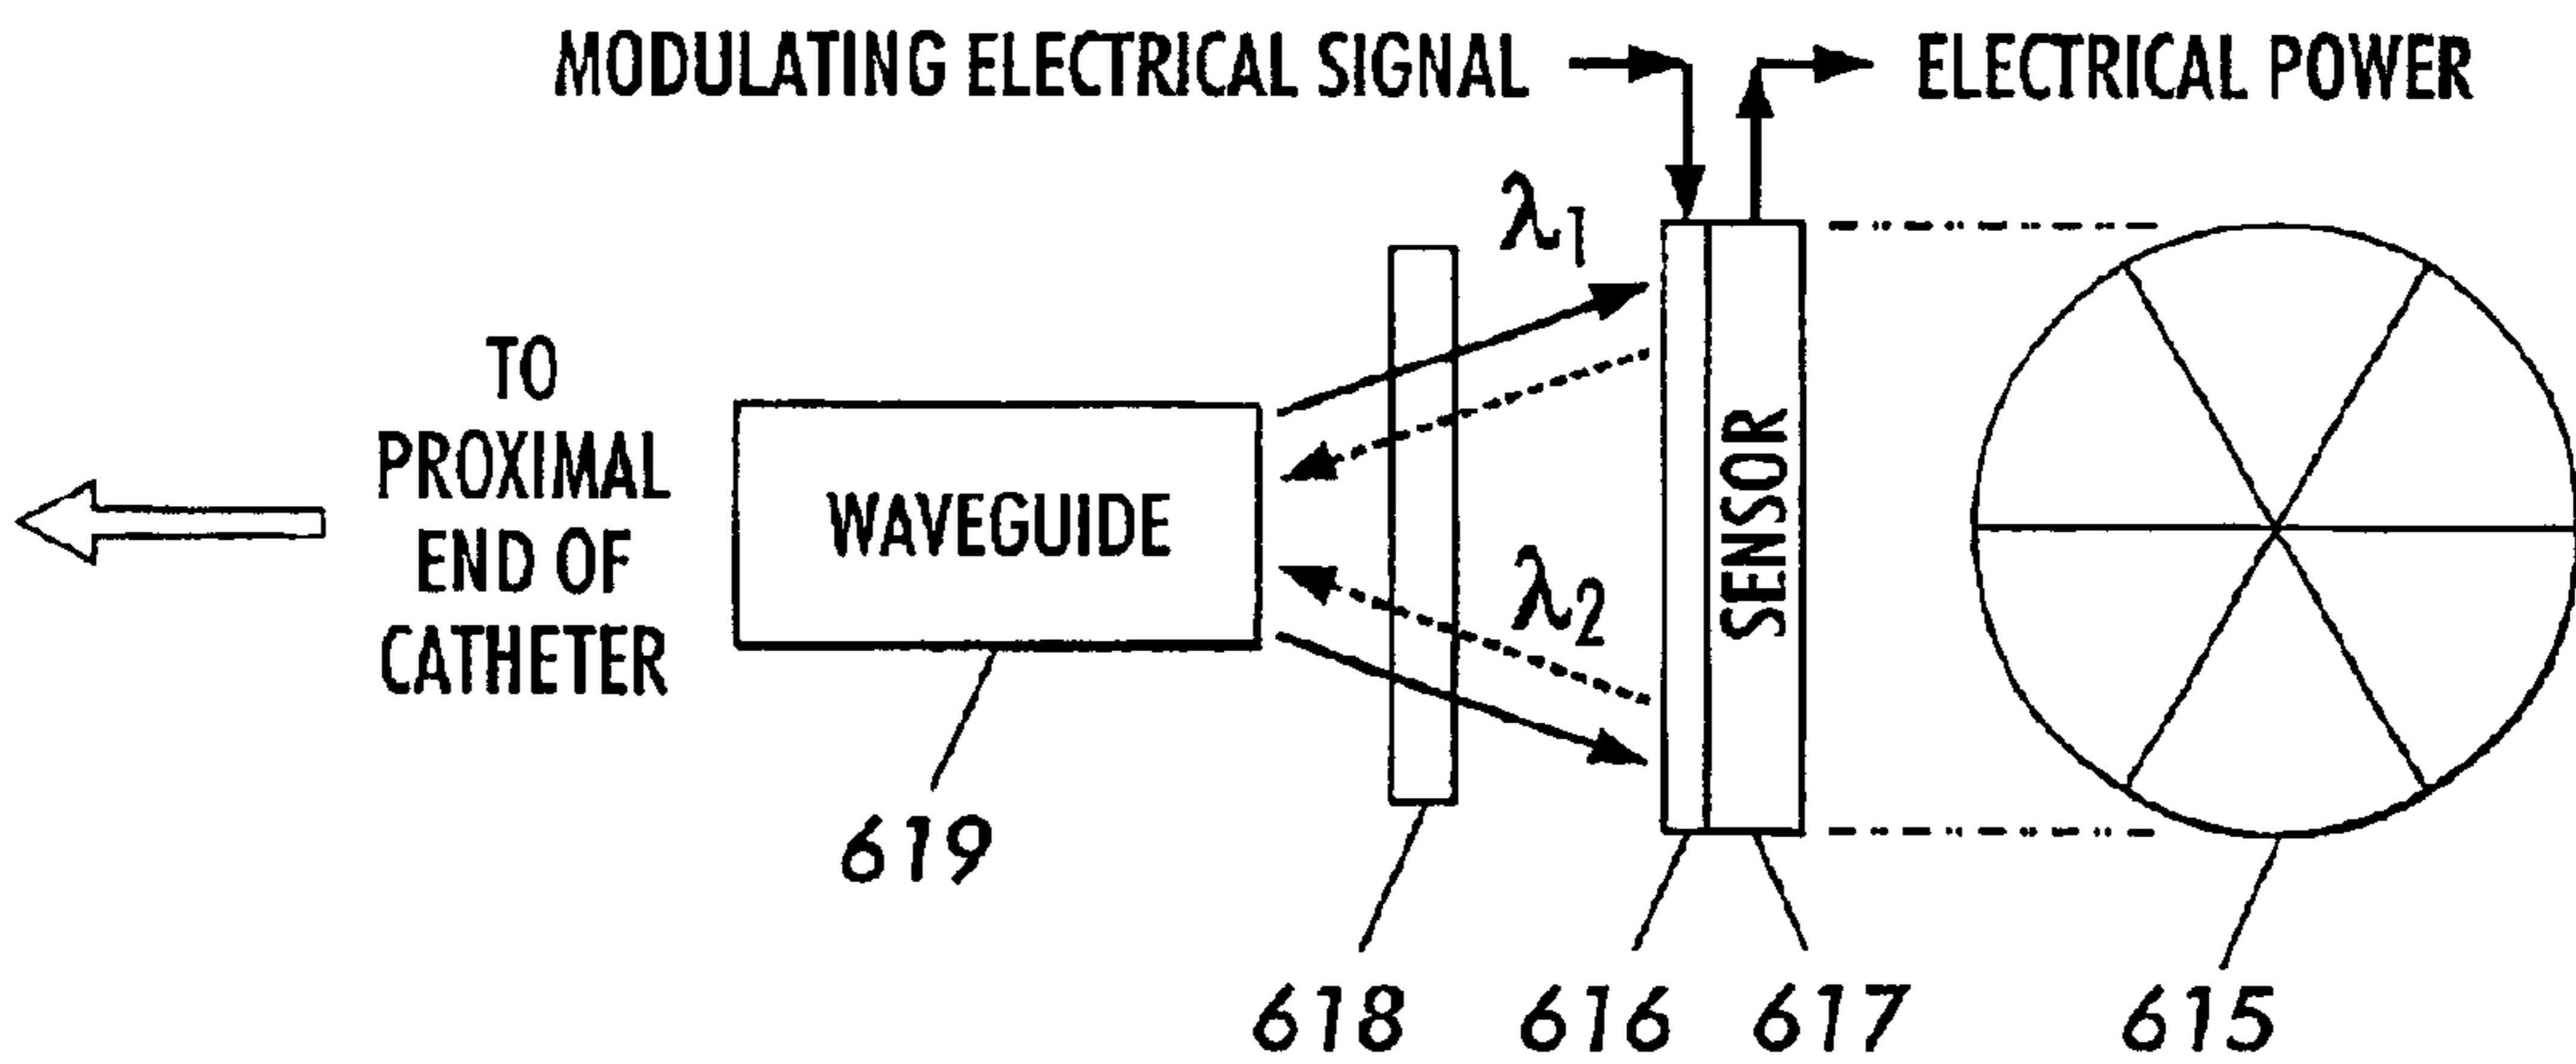 MODULATING ELECTRICAL SIGNAL
ELECTRICAL POWER
λ1
TO
PROXIMAL
END OF
CATHETER
WAVEGUIDE
λ2
SENSOR
619
618
616
617
615